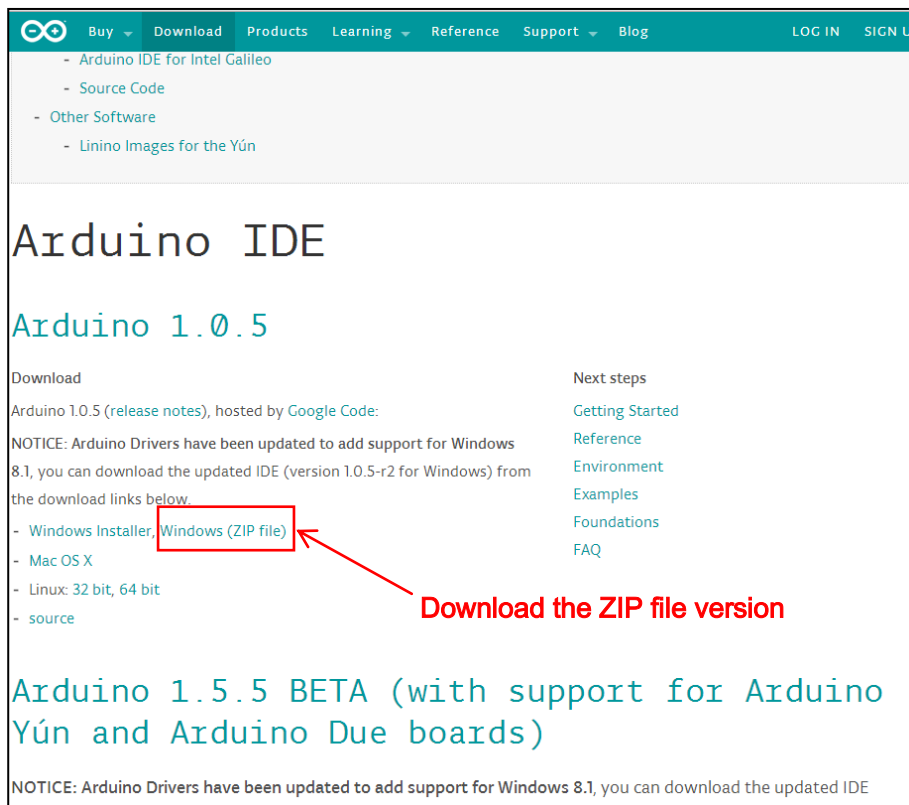 Buy Download Products Learning Reference Support Blog LOG IN SIGN U
- Arduino IDE for Intel Galileo
- Source Code
- Other Software
- Linino Images for the Yún
Arduino IDE
Arduino 1.0.5
Download
Arduino 1.0.5 (release notes), hosted by Google Code:
NOTICE: Arduino Drivers have been updated to add support for Windows
8.1, you can download the updated IDE (version 1.0.5-r2 for Windows) from
the download links below.
- Windows Installer, Windows (ZIP file)
- Mac OS X
- Linux: 32 bit, 64 bit
- source
Next steps
Getting Started
Reference
Environment
Examples
Foundations
FAQ
Download the ZIP file version
Arduino 1.5.5 BETA (with support for Arduino
Yún and Arduino Due boards)
NOTICE: Arduino Drivers have been updated to add support for Windows 8.1, you can download the updated IDE